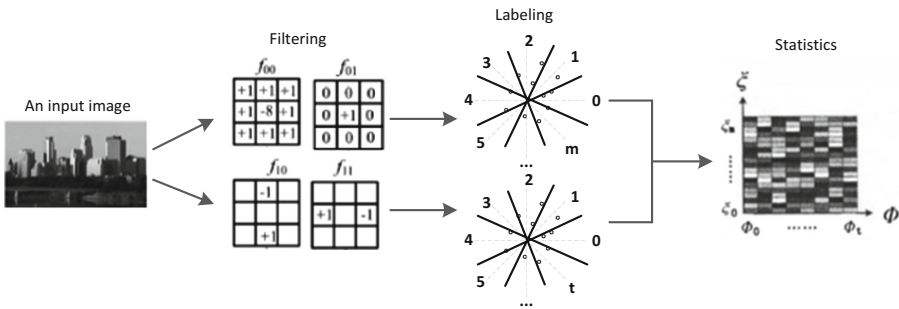 An input image
Filtering
f00 f01
+1 +1 +1
+1 -8 +1
+1 +1 +1
0 0 0
0 +1 0
0 0 0
f10 f11
-1
+1
+1 -1
Labeling
2
3 1
4 0
5 m
...
2
3 1
4 0
5 t
...
Statistics
ξ
ξm
......
ξ0
Φ0 ...... Φt Φ